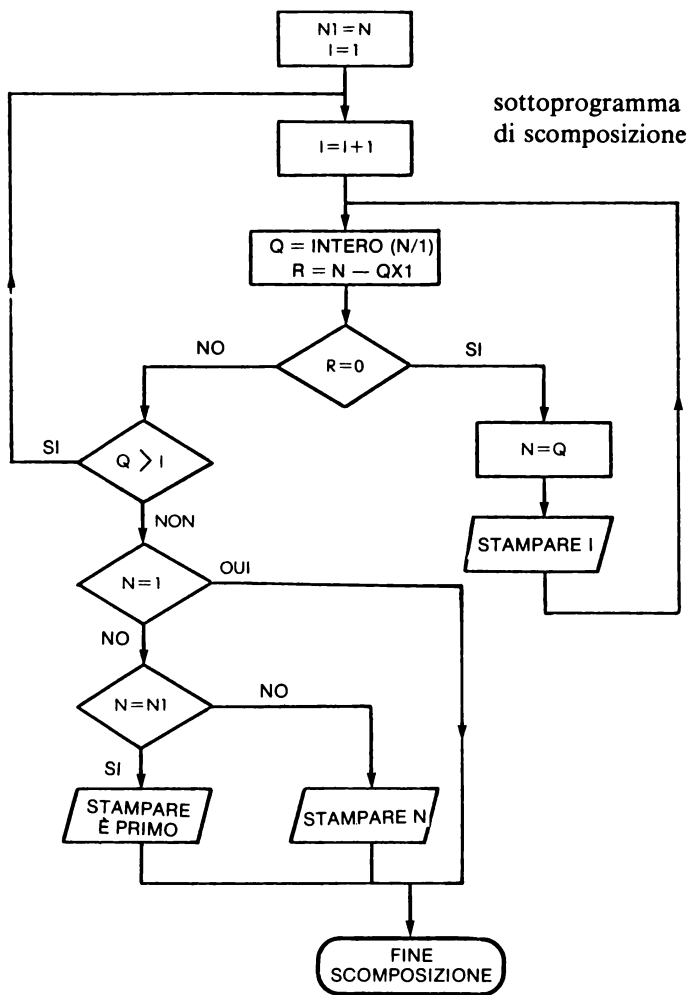 N1=N
I=1
sottoprogramma
di scomposizione
I=I+1
Q = INTERO (N/1)
R = N — QX1
NO
R=0
SI
SI
Q > I
N=Q
NON
STAMPARE I
N=1
OUI
NO
N=N1
NO
SI
STAMPARE
È PRIMO
STAMPARE N
FINE
SCOMPOSIZIONE